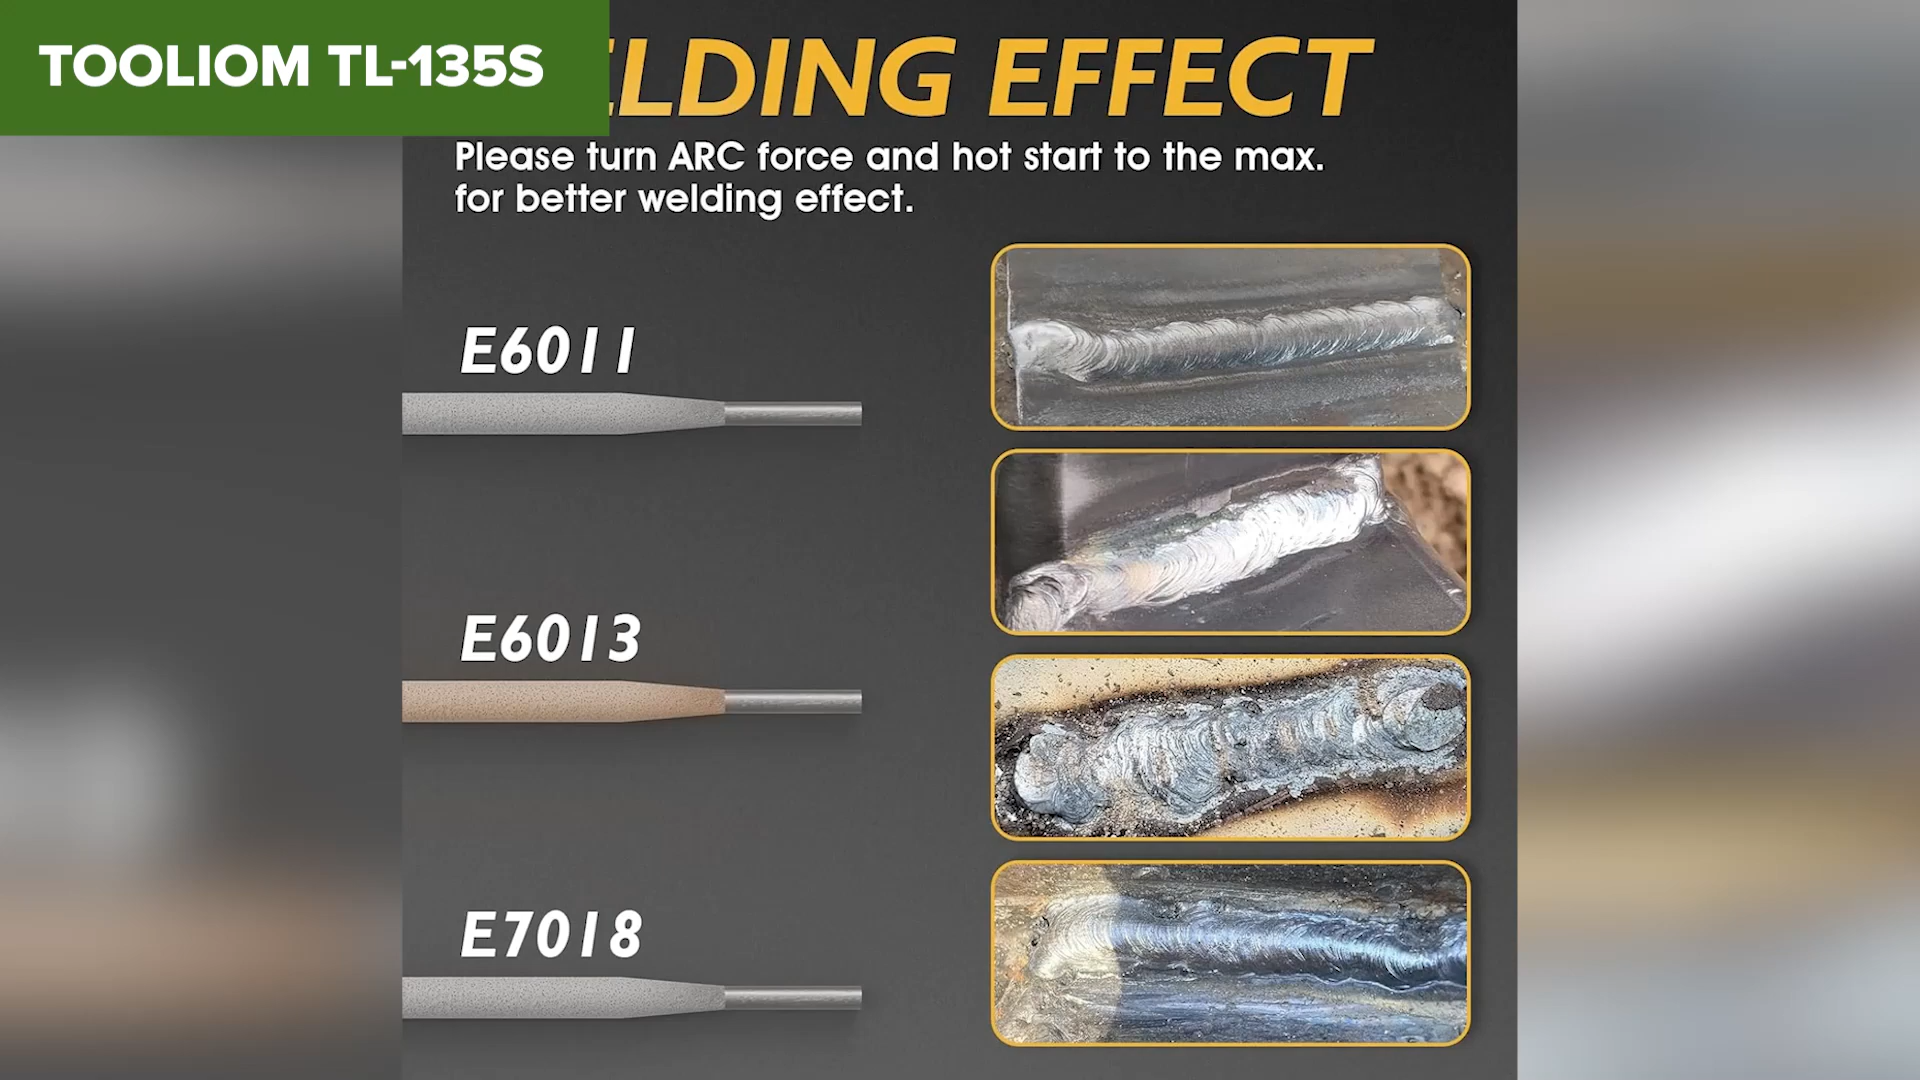 TOOLIOM TL-135S
ELDING EFFECT
Please turn ARC force and hot start to the max.
for better welding effect.
E6011
E6013
E7018